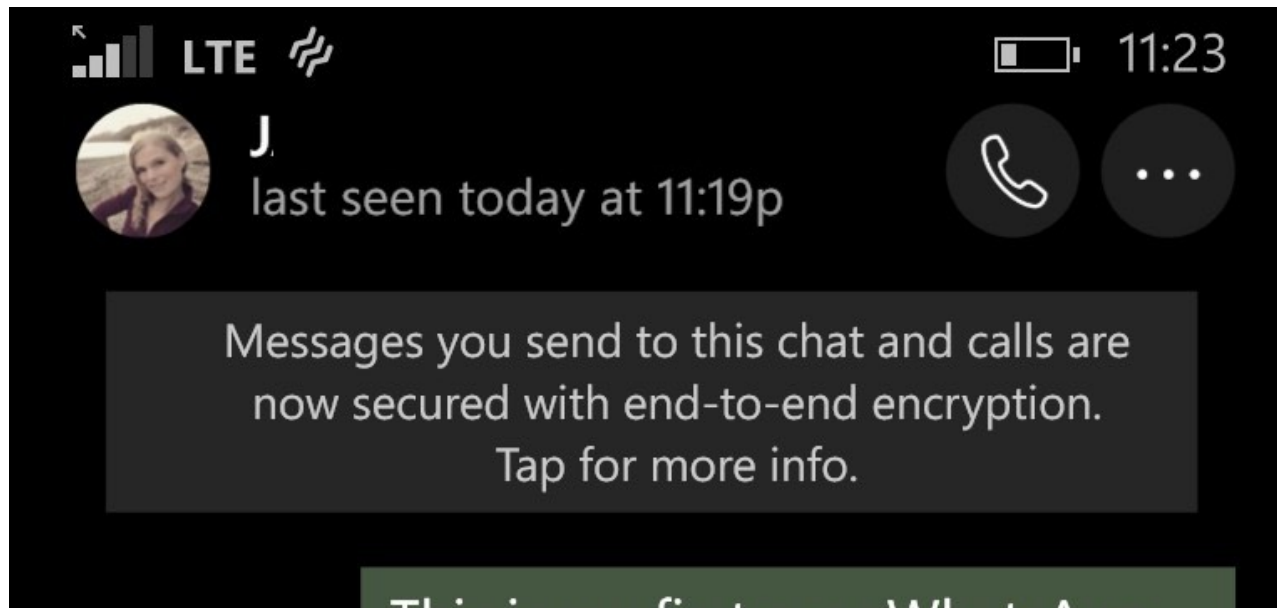 LTE 11:23
J
last seen today at 11:19p
Messages you send to this chat and calls are
now secured with end-to-end encryption.
Tap for more info.